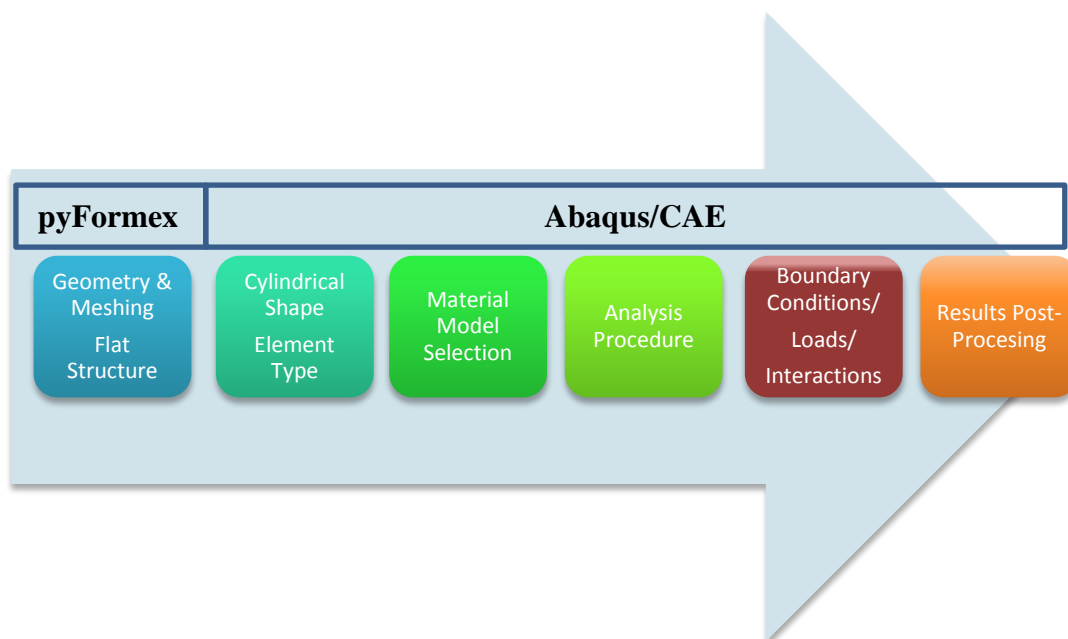 pyFormex
Abaqus/CAE
Geometry &
Meshing
Flat
Structure
Cylindrical
Shape
Element
Type
Material
Model
Selection
Analysis
Procedure
Boundary
Conditions/
Loads/
Interactions
Results Post-
Procesing